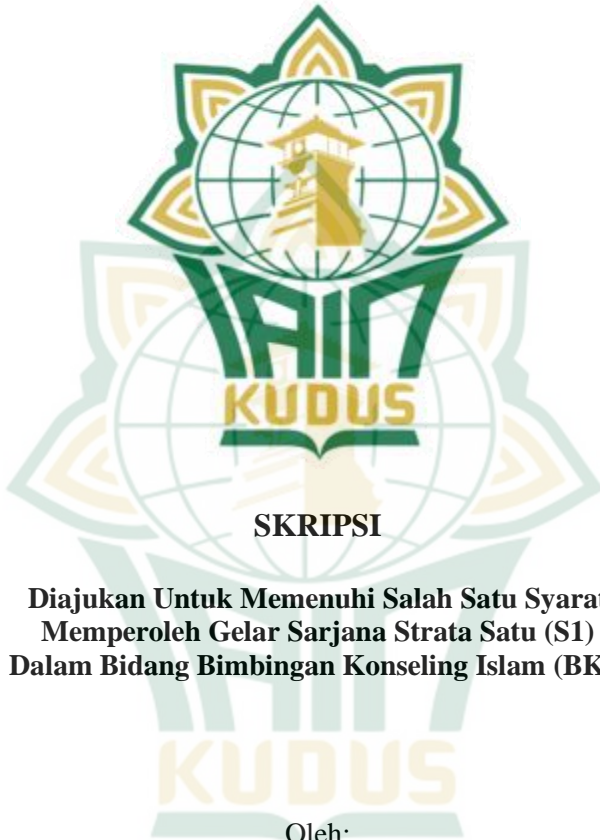 IAIN
KUDUS
SKRIPSI
Diajukan Untuk Memenuhi Salah Satu Syarat
Memperoleh Gelar Sarjana Strata Satu (S1)
Dalam Bidang Bimbingan Konseling Islam (BK
KUDUS
Oleh: